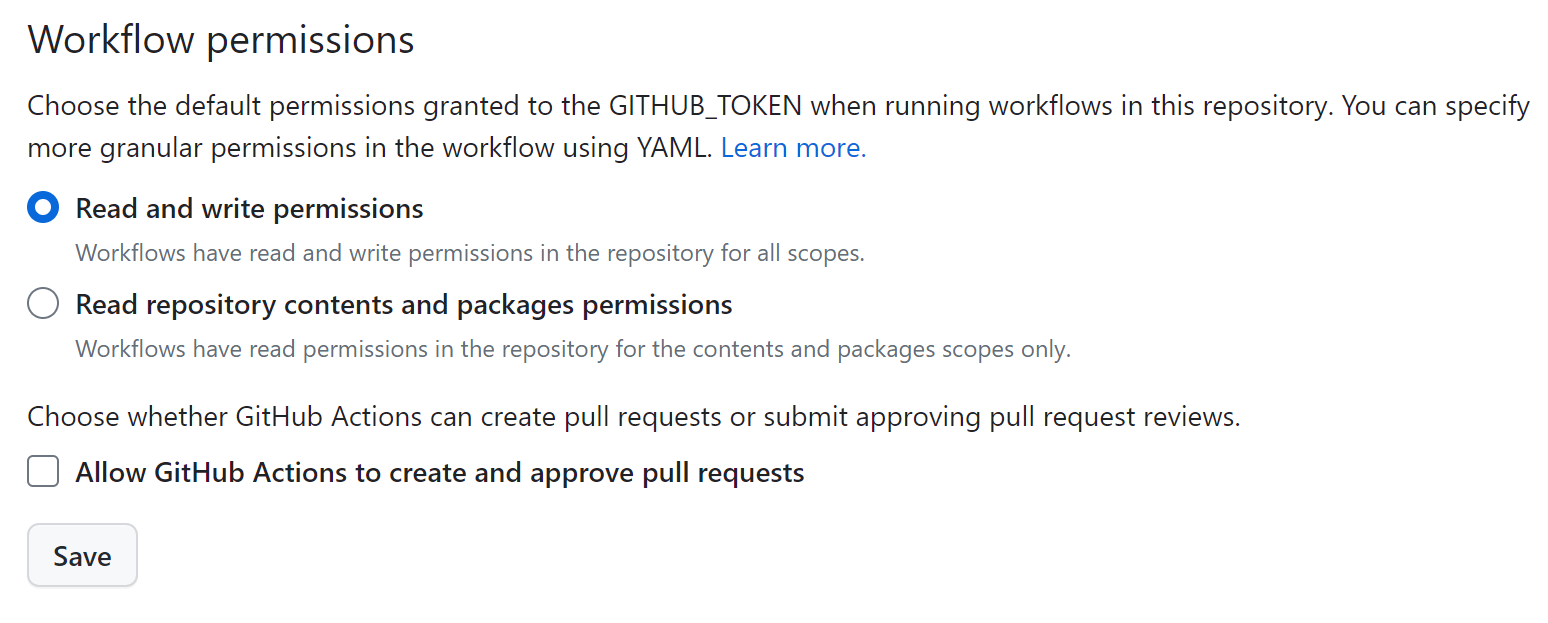 Workflow permissions
Choose the default permissions granted to the GITHUB_TOKEN when running workflows in this repository. You can specify
more granular permissions in the workflow using YAML. Learn more.
Read and write permissions
Workflows have read and write permissions in the repository for all scopes.
Read repository contents and packages permissions
Workflows have read permissions in the repository for the contents and packages scopes only.
Choose whether GitHub Actions can create pull requests or submit approving pull request reviews.
Allow GitHub Actions to create and approve pull requests
Save